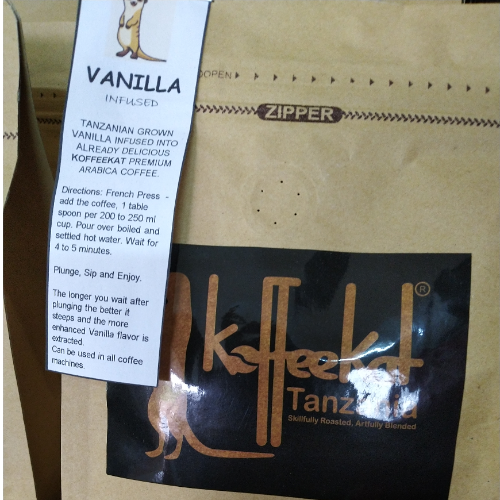 VANILLA
INFUSED
TANZANIAN GROWN
VANILLA INFUSED INTO
ALREADY DELICIOUS
KOFFEEKAT PREMIUM
ARABICA COFFEE.
Directions: French Press -
add the coffee, 1 table
spoon per 200 to 250 ml
cup. Pour over boiled and
settled hot water. Wait for
4 to 5 minutes.
Plunge, Sip and Enjoy.
The longer you wait after
plunging the better it
steeps and the more
enhanced Vanilla flavor is
extracted.
Can be used in all coffee
machines.
OPEN
ZIPPER
KoffeeKat ®
Tanzania
Skillfully Roasted, Artfully Blended